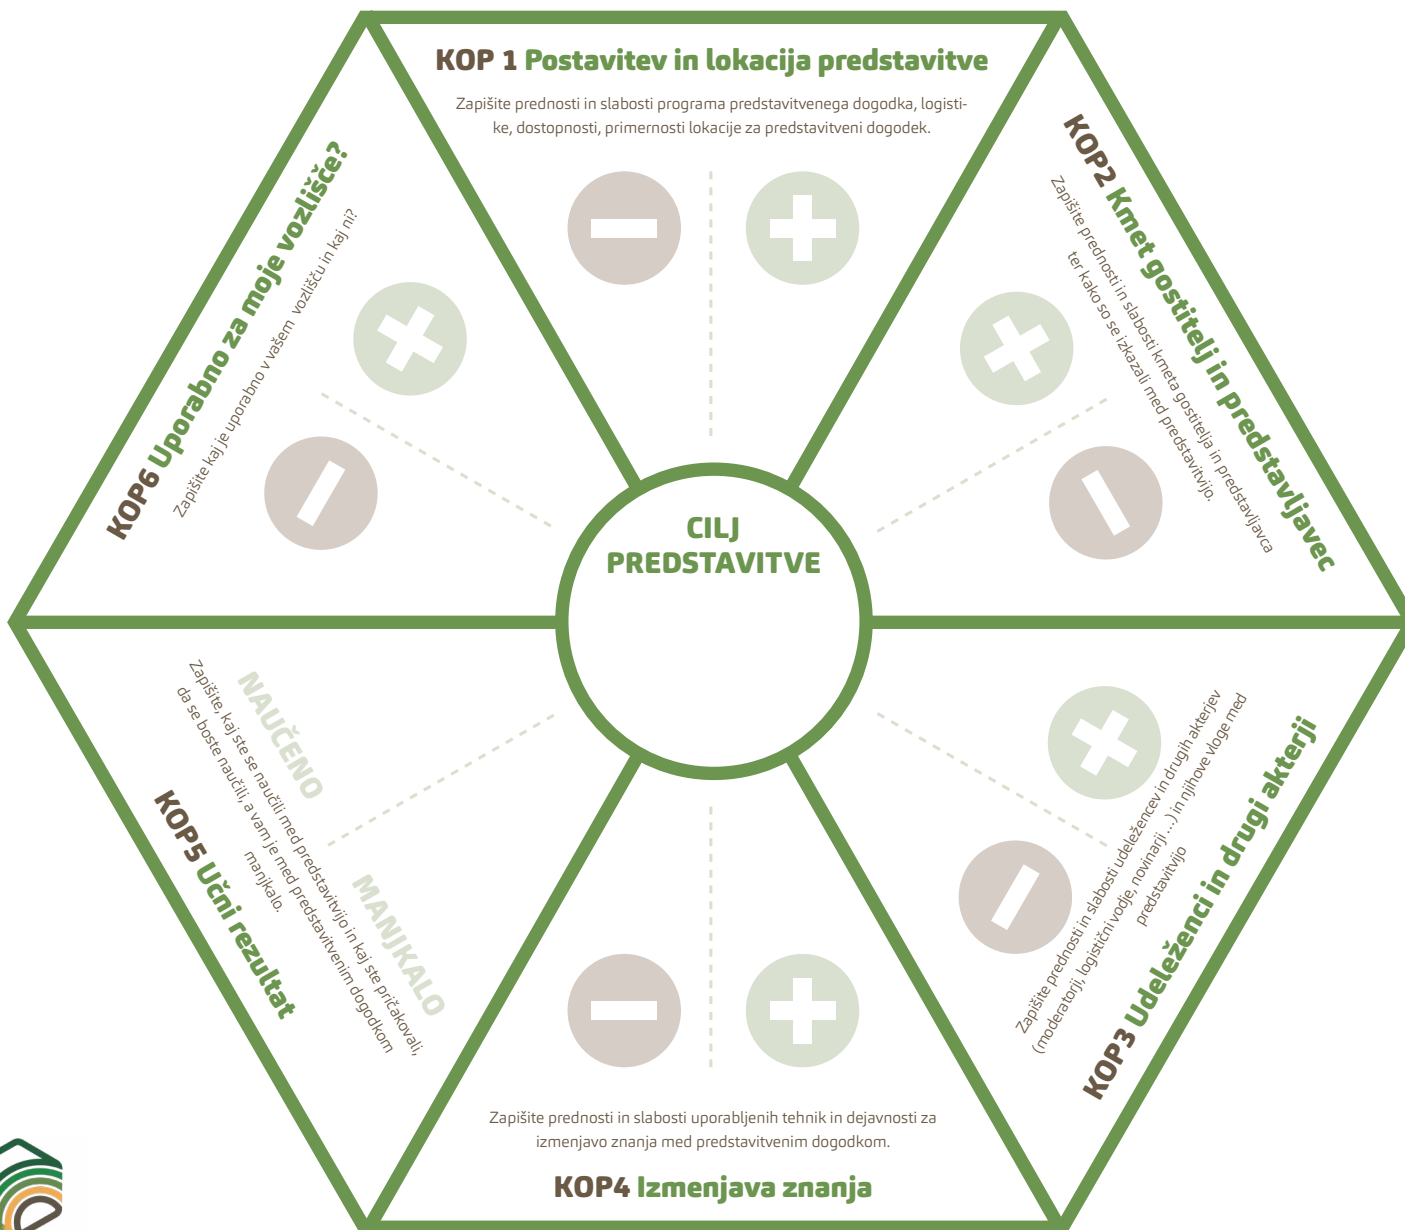 KOP 1 Postavitev in lokacija predstavitve
Zapišite prednosti in slabosti programa predstavitvenega dogodka, logisti-
ke, dostopnosti, primernosti lokacije za predstavitveni dogodek.
KOP2 Kmet gostitelj in predstavljavec
Zapišite prednosti in slabosti kmeta gostitelja in predstavljavca
ter kako so se izkazali med predstavitvijo.
CILJ
PREDSTAVITVE
Zapišite prednosti in slabosti udeležencev in drugih akterjev
(moderatorji, logistični vodje, novinarji ...) in njihove vloge med
predstavitvijo
KOP3 Udeleženci in drugi akterji
Zapišite prednosti in slabosti uporabljenih tehnik in dejavnosti za
izmenjavo znanja med predstavitvenim dogodkom.
KOP4 Izmenjava znanja
NAUČENO
MANJKALO
Zapišite, kaj ste se naučili med predstavitvijo in kaj ste pričakovali,
da se boste naučili, a vam je med predstavitvenim dogodkom
manjkalo.
KOP5 Učni rezultat
KOP6 Uporabno za moje vozlišče?
Zapišite kaj je uporabno v vašem vozlišču in kaj ni?